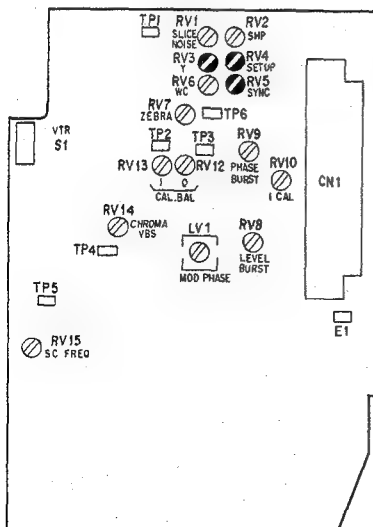 TP1
RV1
SLICE
NOISE
RV2
SHP
RV3
Y
RV4
SETUP
RV6
WC
RV5
SYNC
RV7
ZEBRA
TP6
VTR
S1
TP2
TP3
RV9
PHASE
BURST
RV13
RV12
I
Q
CAL.BAL
RV10
I CAL
CN1
RV14
CHROMA
VBS
TP4
LV1
MOD PHASE
RV8
LEVEL
BURST
TP5
E1
RV15
SC FREQ